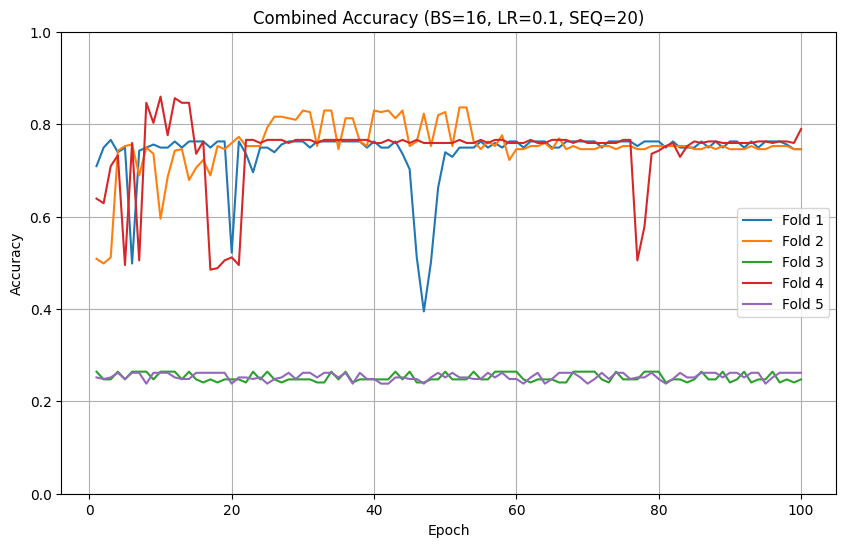 Combined Accuracy (BS=16, LR=0.1, SEQ=20)
1.0
0.8
0.6
0.4
0.2
0.0
Accuracy
Fold 1
Fold 2
Fold 3
Fold 4
Fold 5
0 20 40 60 80 100
Epoch